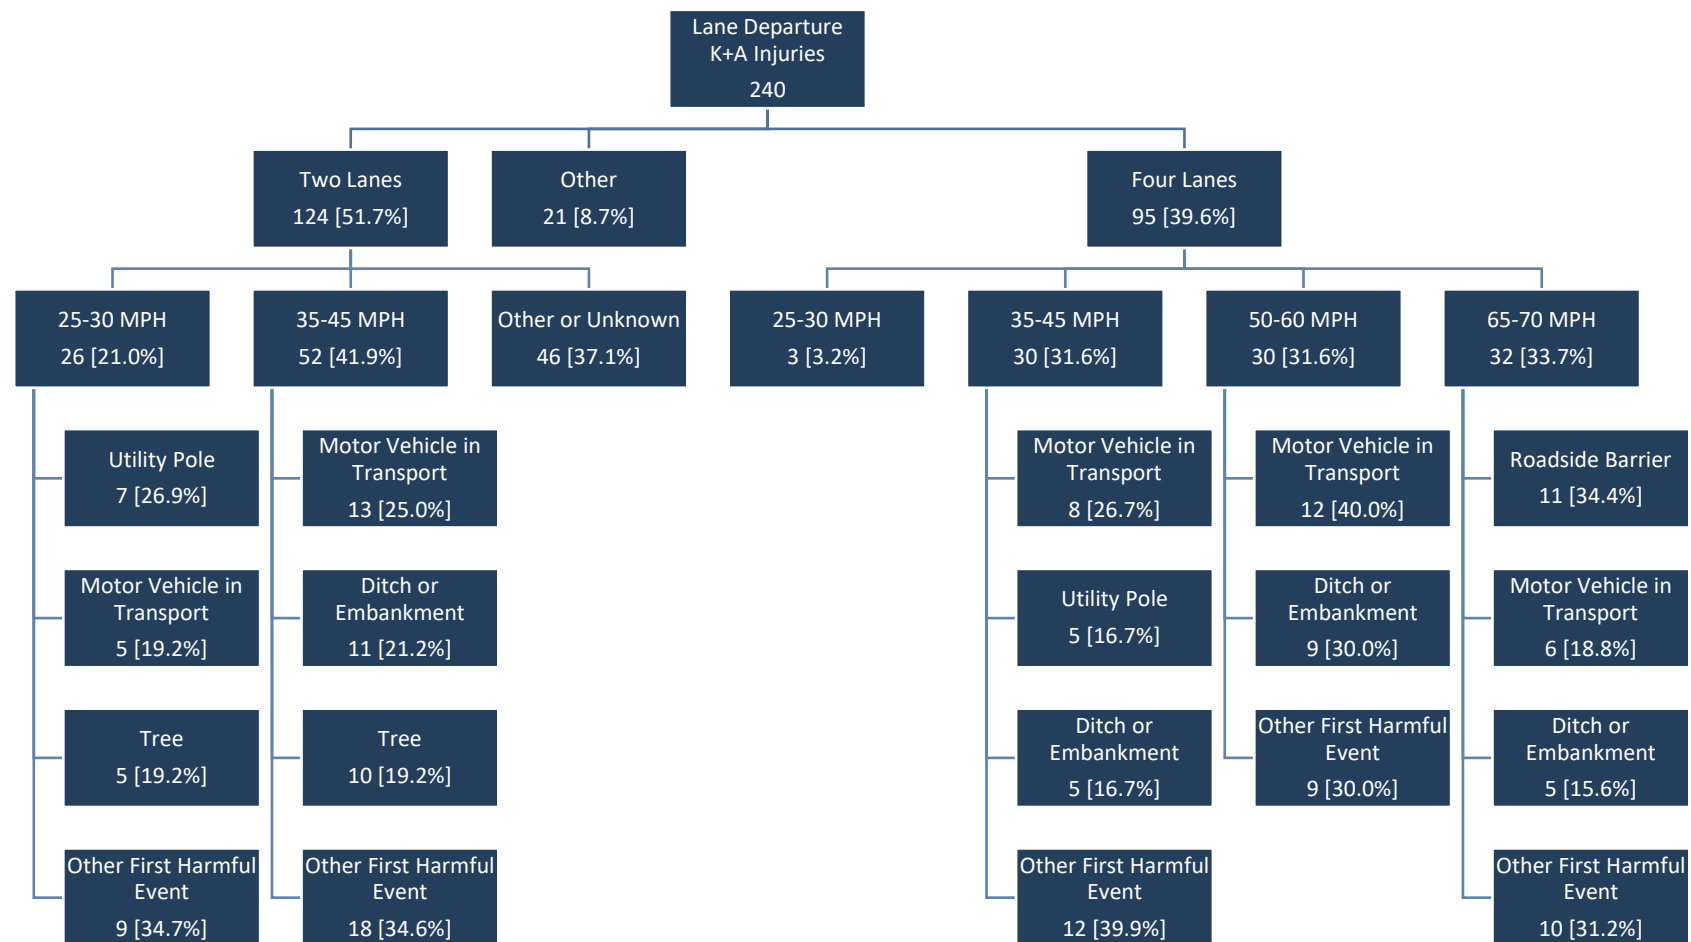 Lane Departure
K+A Injuries
240
Two Lanes
124 [51.7%]
Other
21 [8.7%]
Four Lanes
95 [39.6%]
25-30 MPH
26 [21.0%]
35-45 MPH
52 [41.9%]
Other or Unknown
46 [37.1%]
25-30 MPH
3 [3.2%]
35-45 MPH
30 [31.6%]
50-60 MPH
30 [31.6%]
65-70 MPH
32 [33.7%]
Utility Pole
7 [26.9%]
Motor Vehicle in
Transport
5 [19.2%]
Tree
5 [19.2%]
Other First Harmful
Event
9 [34.7%]
Motor Vehicle in
Transport
13 [25.0%]
Ditch or
Embankment
11 [21.2%]
Tree
10 [19.2%]
Other First Harmful
Event
18 [34.6%]
Motor Vehicle in
Transport
8 [26.7%]
Utility Pole
5 [16.7%]
Ditch or
Embankment
5 [16.7%]
Other First Harmful
Event
12 [39.9%]
Motor Vehicle in
Transport
12 [40.0%]
Ditch or
Embankment
9 [30.0%]
Other First Harmful
Event
9 [30.0%]
Roadside Barrier
11 [34.4%]
Motor Vehicle in
Transport
6 [18.8%]
Ditch or
Embankment
5 [15.6%]
Other First Harmful
Event
10 [31.2%]